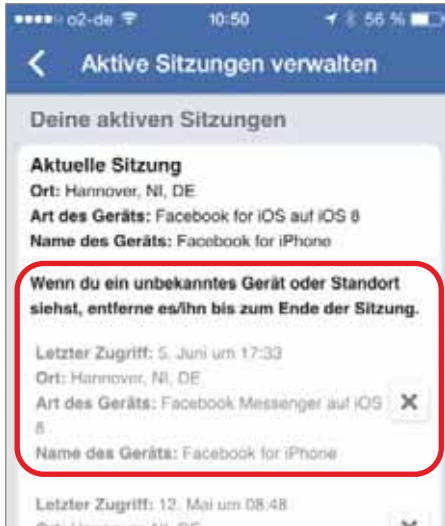 o2-de 10:50 56 %
Aktive Sitzungen verwalten
Deine aktiven Sitzungen
Aktuelle Sitzung
Ort: Hannover, NI, DE
Art des Geräts: Facebook for iOS auf iOS 8
Name des Geräts: Facebook for iPhone
Wenn du ein unbekanntes Gerät oder Standort
siehst, entferne es/ihn bis zum Ende der Sitzung.
Letzter Zugriff: 5. Juni um 17:33
Ort: Hannover, NI, DE
Art des Geräts: Facebook Messenger auf iOS
8
Name des Geräts: Facebook for iPhone
Letzter Zugriff: 12. Mai um 08:48
Ort: Hannover, NI, DE